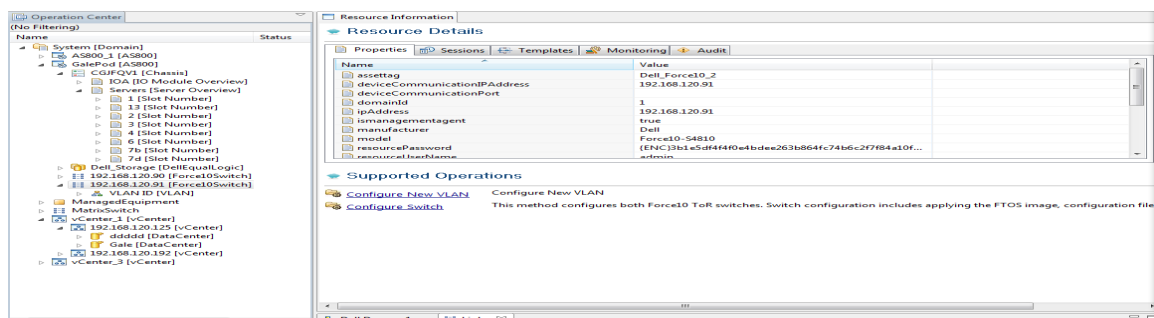 Operation Center
(No Filtering)
Name Status
System [Domain]
AS800_1 [AS800]
GalePod [AS800]
CGJFQV1 [Chassis]
IOA [IO Module Overview]
Servers [Server Overview]
1 [Slot Number]
13 [Slot Number]
2 [Slot Number]
3 [Slot Number]
4 [Slot Number]
6 [Slot Number]
7b [Slot Number]
7d [Slot Number]
Dell_Storage [DellEqualLogic]
192.168.120.90 [Force10Switch]
192.168.120.91 [Force10Switch]
VLAN ID [VLAN]
ManagedEquipment
MatrixSwitch
vCenter_1 [vCenter]
192.168.120.125 [vCenter]
ddddd [DataCenter]
Gale [DataCenter]
192.168.120.192 [vCenter]
vCenter_3 [vCenter]
Resource Information
Resource Details
Properties Sessions Templates Monitoring Audit
Name Value
assettag Dell_Force10_2
deviceCommunicationIPAddress 192.168.120.91
deviceCommunicationPort
domainId 1
ipAddress 192.168.120.91
ismanagementagent true
manufacturer Dell
model Force10-S4810
resourcePassword {ENC}3b1e5df4f4f0e4bdee263b864fc74b6c2f7f84a10f...
resourceUserName admin
Supported Operations
Configure New VLAN Configure New VLAN
Configure Switch This method configures both Force10 ToR switches. Switch configuration includes applying the FTOS image, configuration file